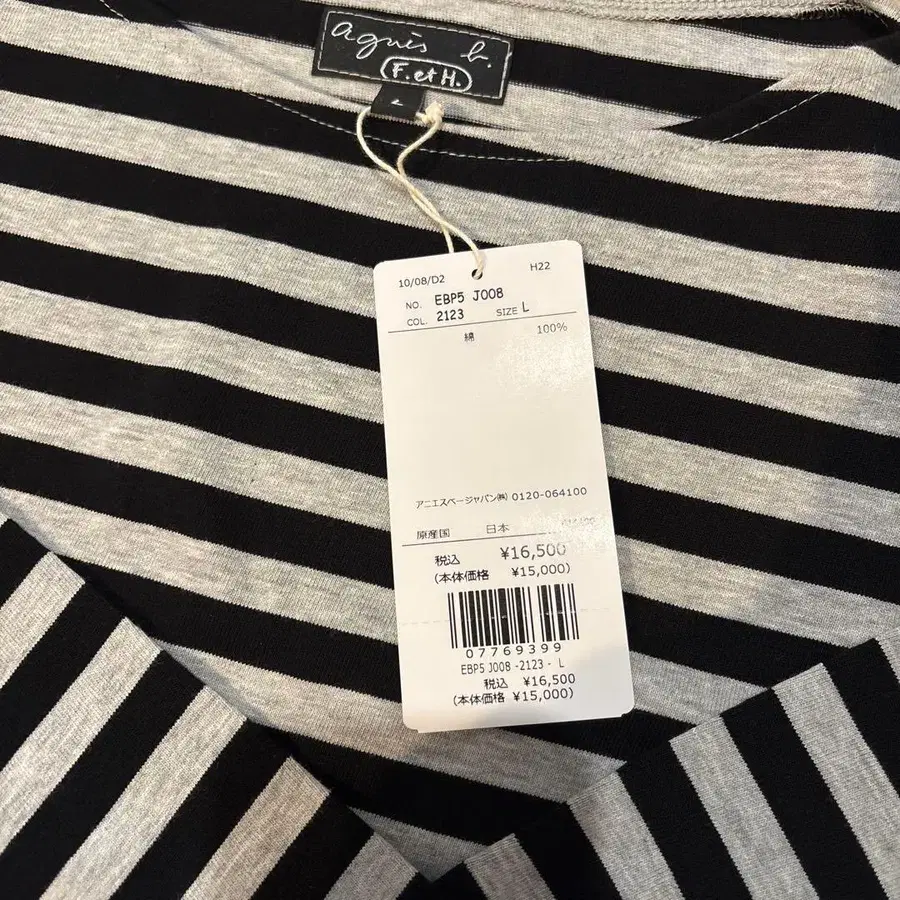 agnès b.
F. et H.
L
10/08/D2 H22
NO. EBP5 J008
COL. 2123 SIZE L
綿 100%
アニエスベージャパン㈱ 0120-064100
原産国 日本
税込 ¥16,500
(本体価格 ¥15,000)
07769399
EBP5 J008 -2123 - L
税込 ¥16,500
(本体価格 ¥15,000)